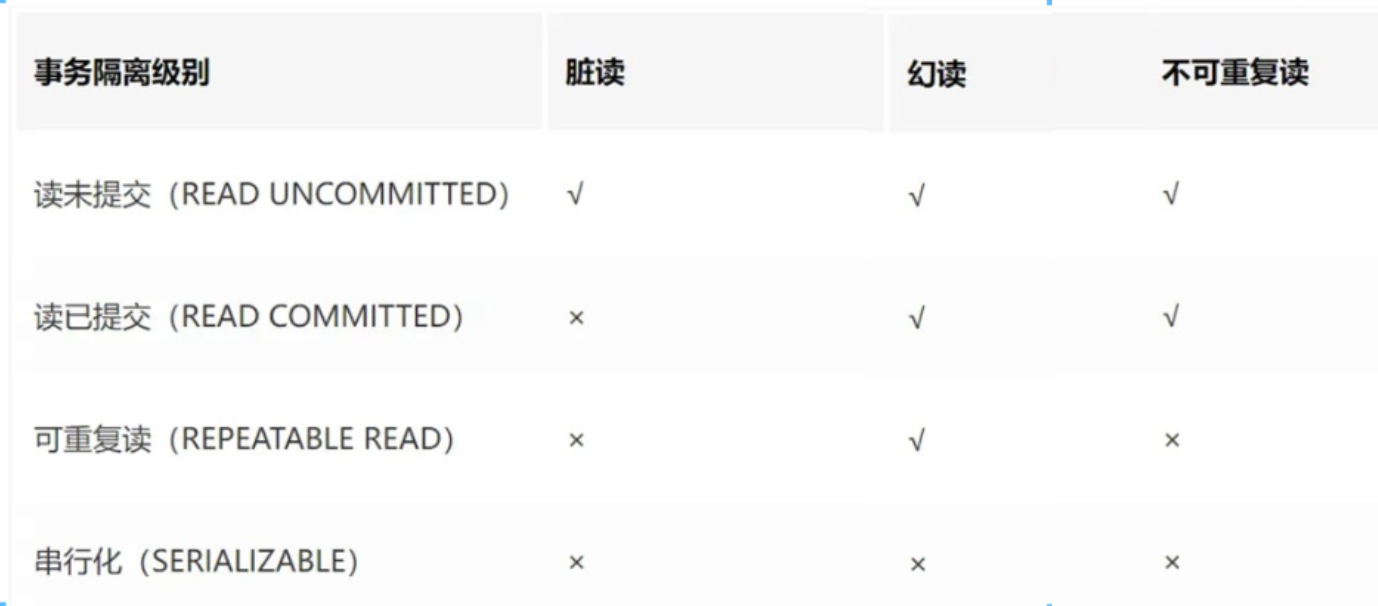 事务隔离级别 脏读 幻读 不可重复读
读未提交（READ UNCOMMITTED） √ √ √
读已提交（READ COMMITTED） × √ √
可重复读（REPEATABLE READ） × √ ×
串行化（SERIALIZABLE） × × ×